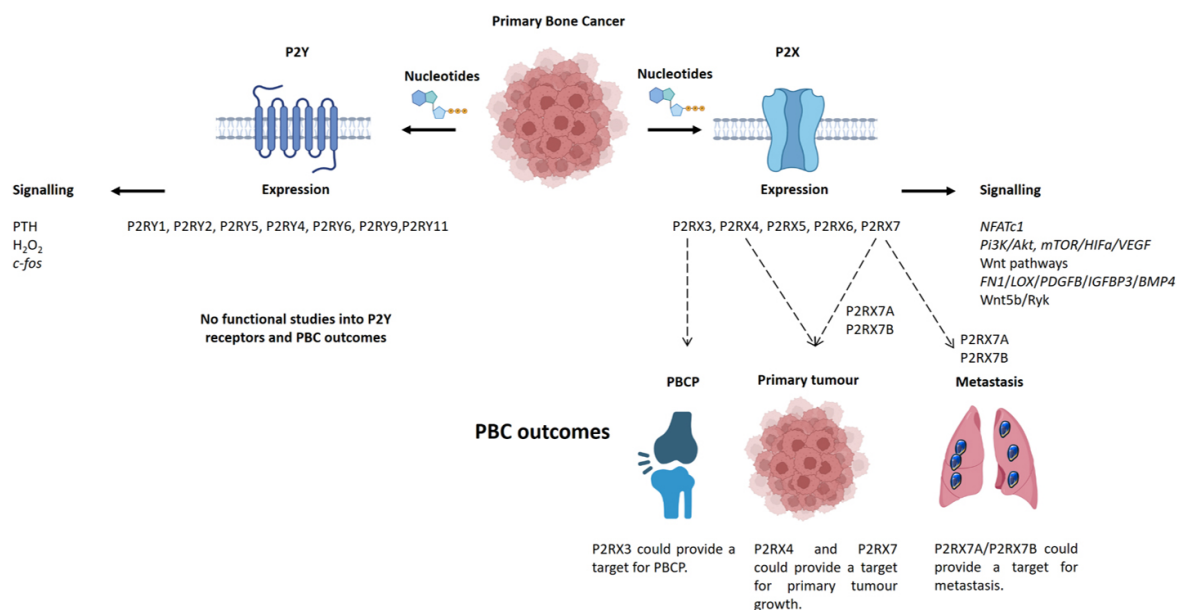 Primary Bone Cancer
P2Y
P2X
Nucleotides
Nucleotides
Signalling
Expression
Expression
Signalling
PTH
H₂O₂
c-fos
P2RY1, P2RY2, P2RY5, P2RY4, P2RY6, P2RY9,P2RY11
P2RX3, P2RX4, P2RX5, P2RX6, P2RX7
NFATc1
Pi3K/Akt, mTOR/HIFα/VEGF
Wnt pathways
FN1/LOX/PDGFB/IGFBP3/BMP4
Wnt5b/Ryk
No functional studies into P2Y
receptors and PBC outcomes
P2RX7A
P2RX7B
P2RX7A
P2RX7B
PBCP
Primary tumour
Metastasis
PBC outcomes
P2RX3 could provide a
target for PBCP.
P2RX4 and P2RX7
could provide a target
for primary tumour
growth.
P2RX7A/P2RX7B could
provide a target for
metastasis.